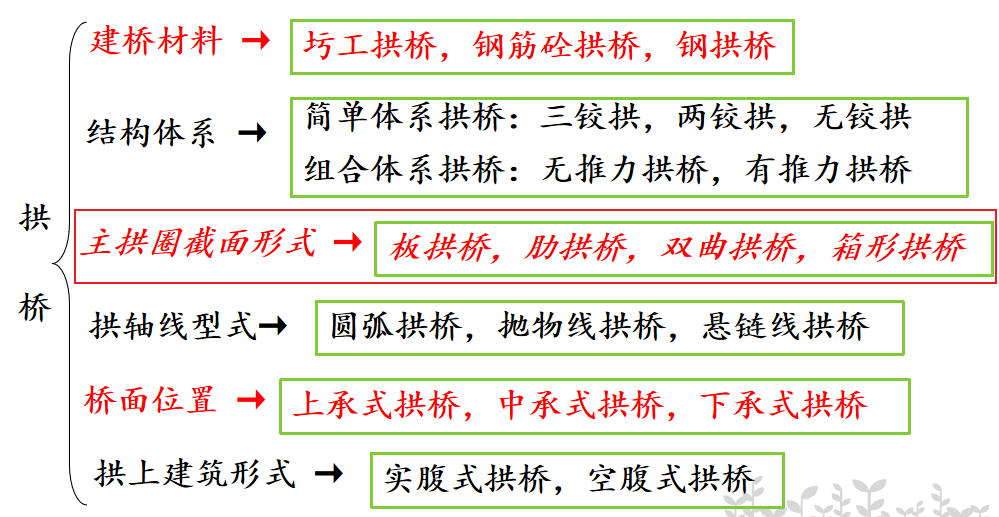 建桥材料 → 圬工拱桥，钢筋砼拱桥，钢拱桥
结构体系 → 简单体系拱桥：三铰拱，两铰拱，无铰拱
组合体系拱桥：无推力拱桥，有推力拱桥
拱桥
主拱圈截面形式 → 板拱桥，肋拱桥，双曲拱桥，箱形拱桥
拱轴线型式→ 圆弧拱桥，抛物线拱桥，悬链线拱桥
桥面位置 → 上承式拱桥，中承式拱桥，下承式拱桥
拱上建筑形式 → 实腹式拱桥，空腹式拱桥